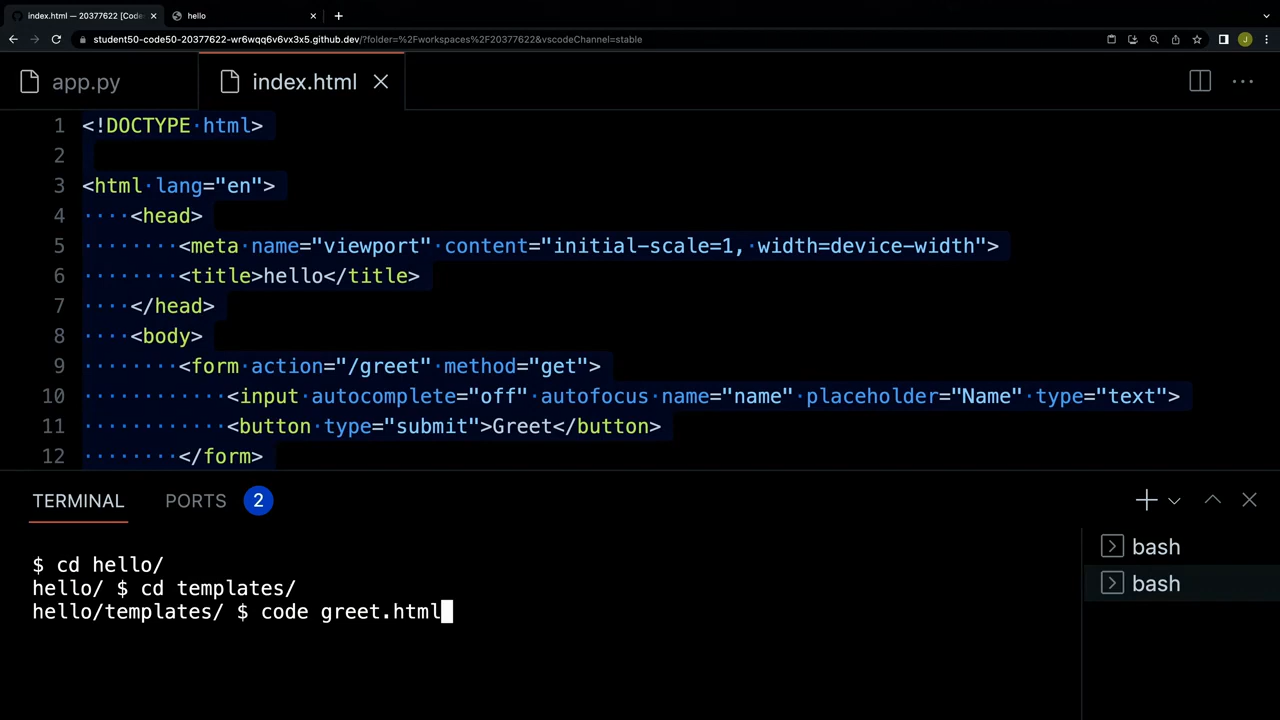 index.html — 20377622 [Code
hello
student50-code50-20377622-wr6wqq6v6vx3x5.github.dev/?folder=%2Fworkspaces%2F20377622&vscodeChannel=stable
J
app.py
index.html
1 <!DOCTYPE·html>
2
3 <html·lang="en">
4 ····<head>
5 ········<meta·name="viewport"·content="initial-scale=1,·width=device-width">
6 ········<title>hello</title>
7 ····</head>
8 ····<body>
9 ········<form·action="/greet"·method="get">
10 ············<input·autocomplete="off"·autofocus·name="name"·placeholder="Name"·type="text">
11 ············<button·type="submit">Greet</button>
12 ········</form>
TERMINAL PORTS 2
$ cd hello/
hello/ $ cd templates/
hello/templates/ $ code greet.html
bash
bash